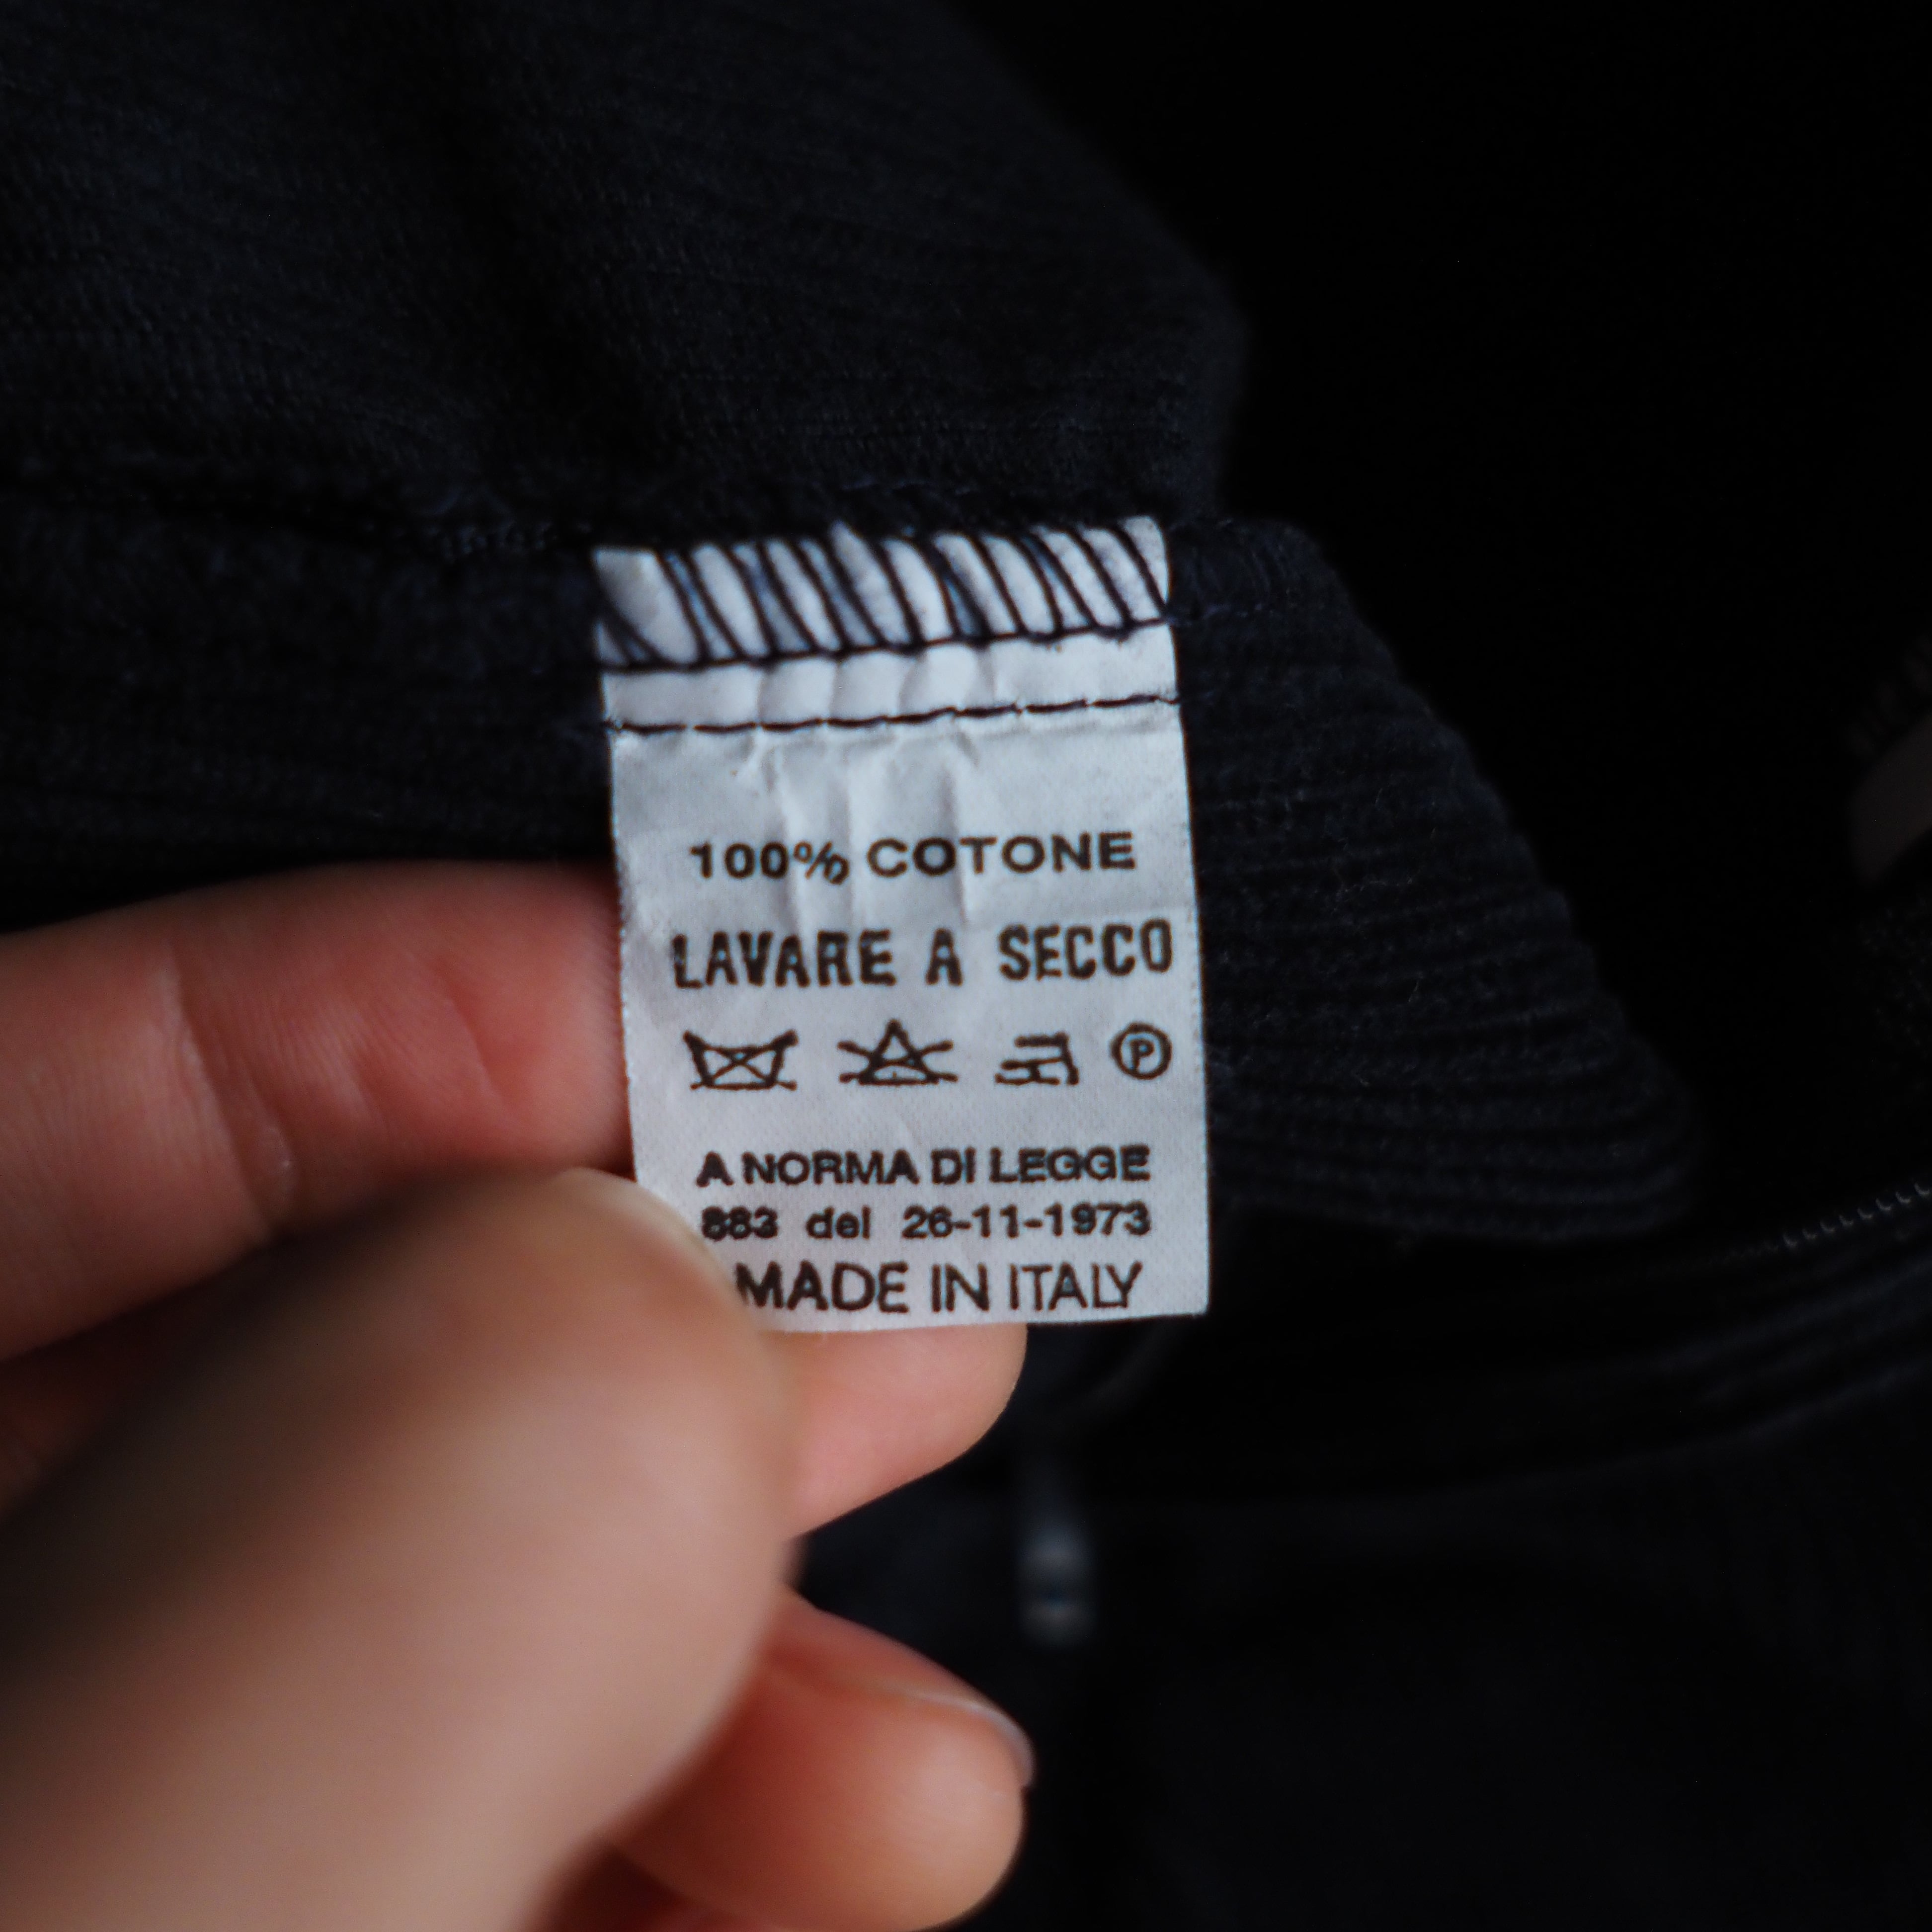 100% COTONE
LAVARE A SECCO
P
A NORMA DI LEGGE
883 del 26-11-1973
MADE IN ITALY